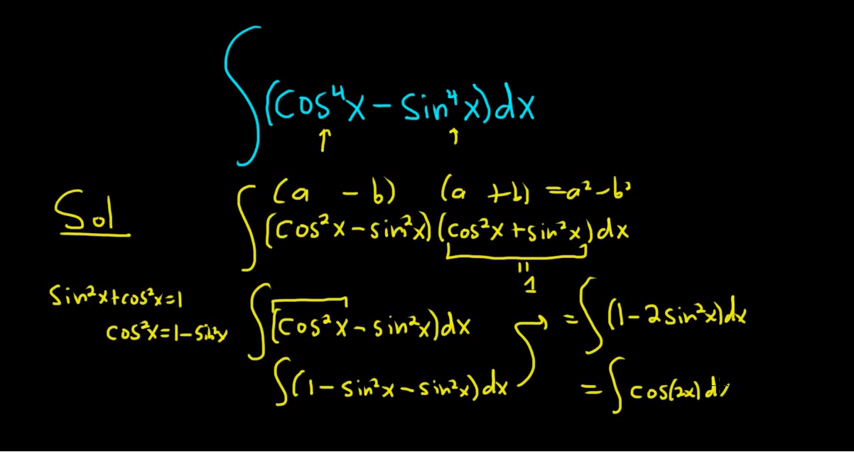 ∫(cos⁴x − sin⁴x)dx
↑ ↑
Sol
(a − b) (a + b) = a² − b²
∫(cos²x − sin²x)(cos²x + sin²x)dx
"
1
sin²x + cos²x = 1
cos²x = 1 − sin²x
∫(cos²x − sin²x)dx
∫(1 − sin²x − sin²x)dx
= ∫(1 − 2sin²x)dx
= ∫cos(2x)d